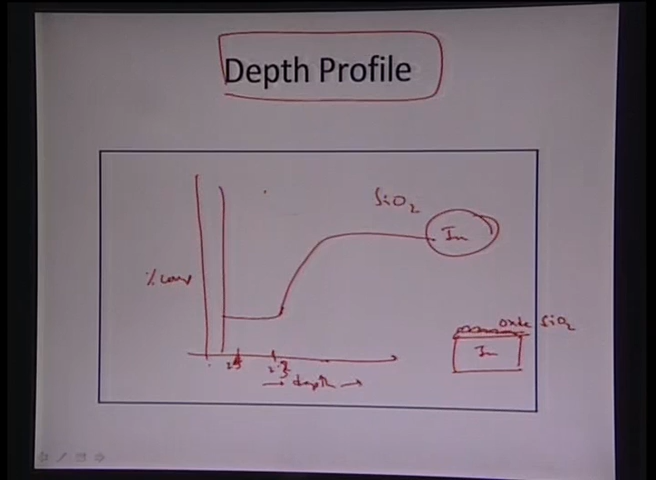 Depth Profile
SiO2
In
% Conc
oxide SiO2
In
→ depth →